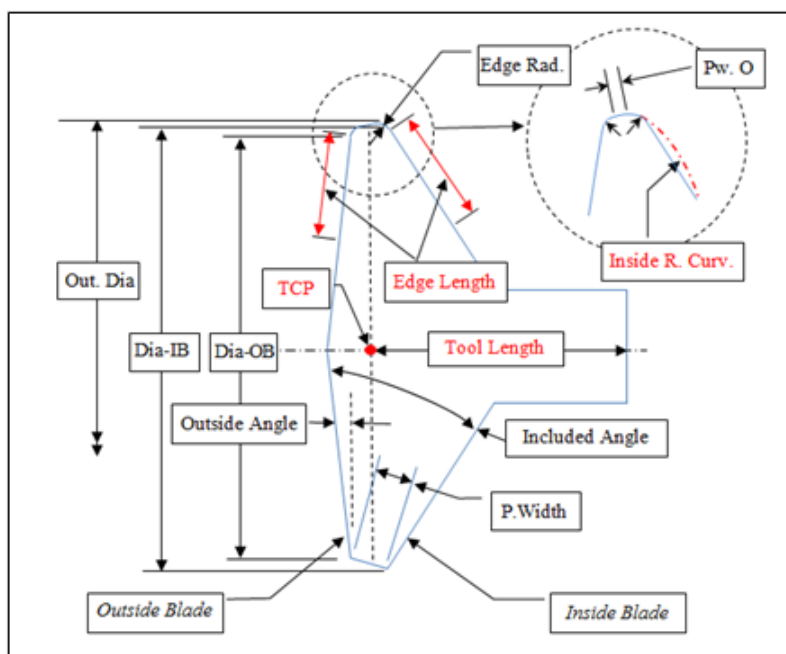 Edge Rad.
Pw. O
Out. Dia
TCP
Edge Length
Inside R. Curv.
Dia-IB
Dia-OB
Tool Length
Outside Angle
Included Angle
P.Width
Outside Blade
Inside Blade